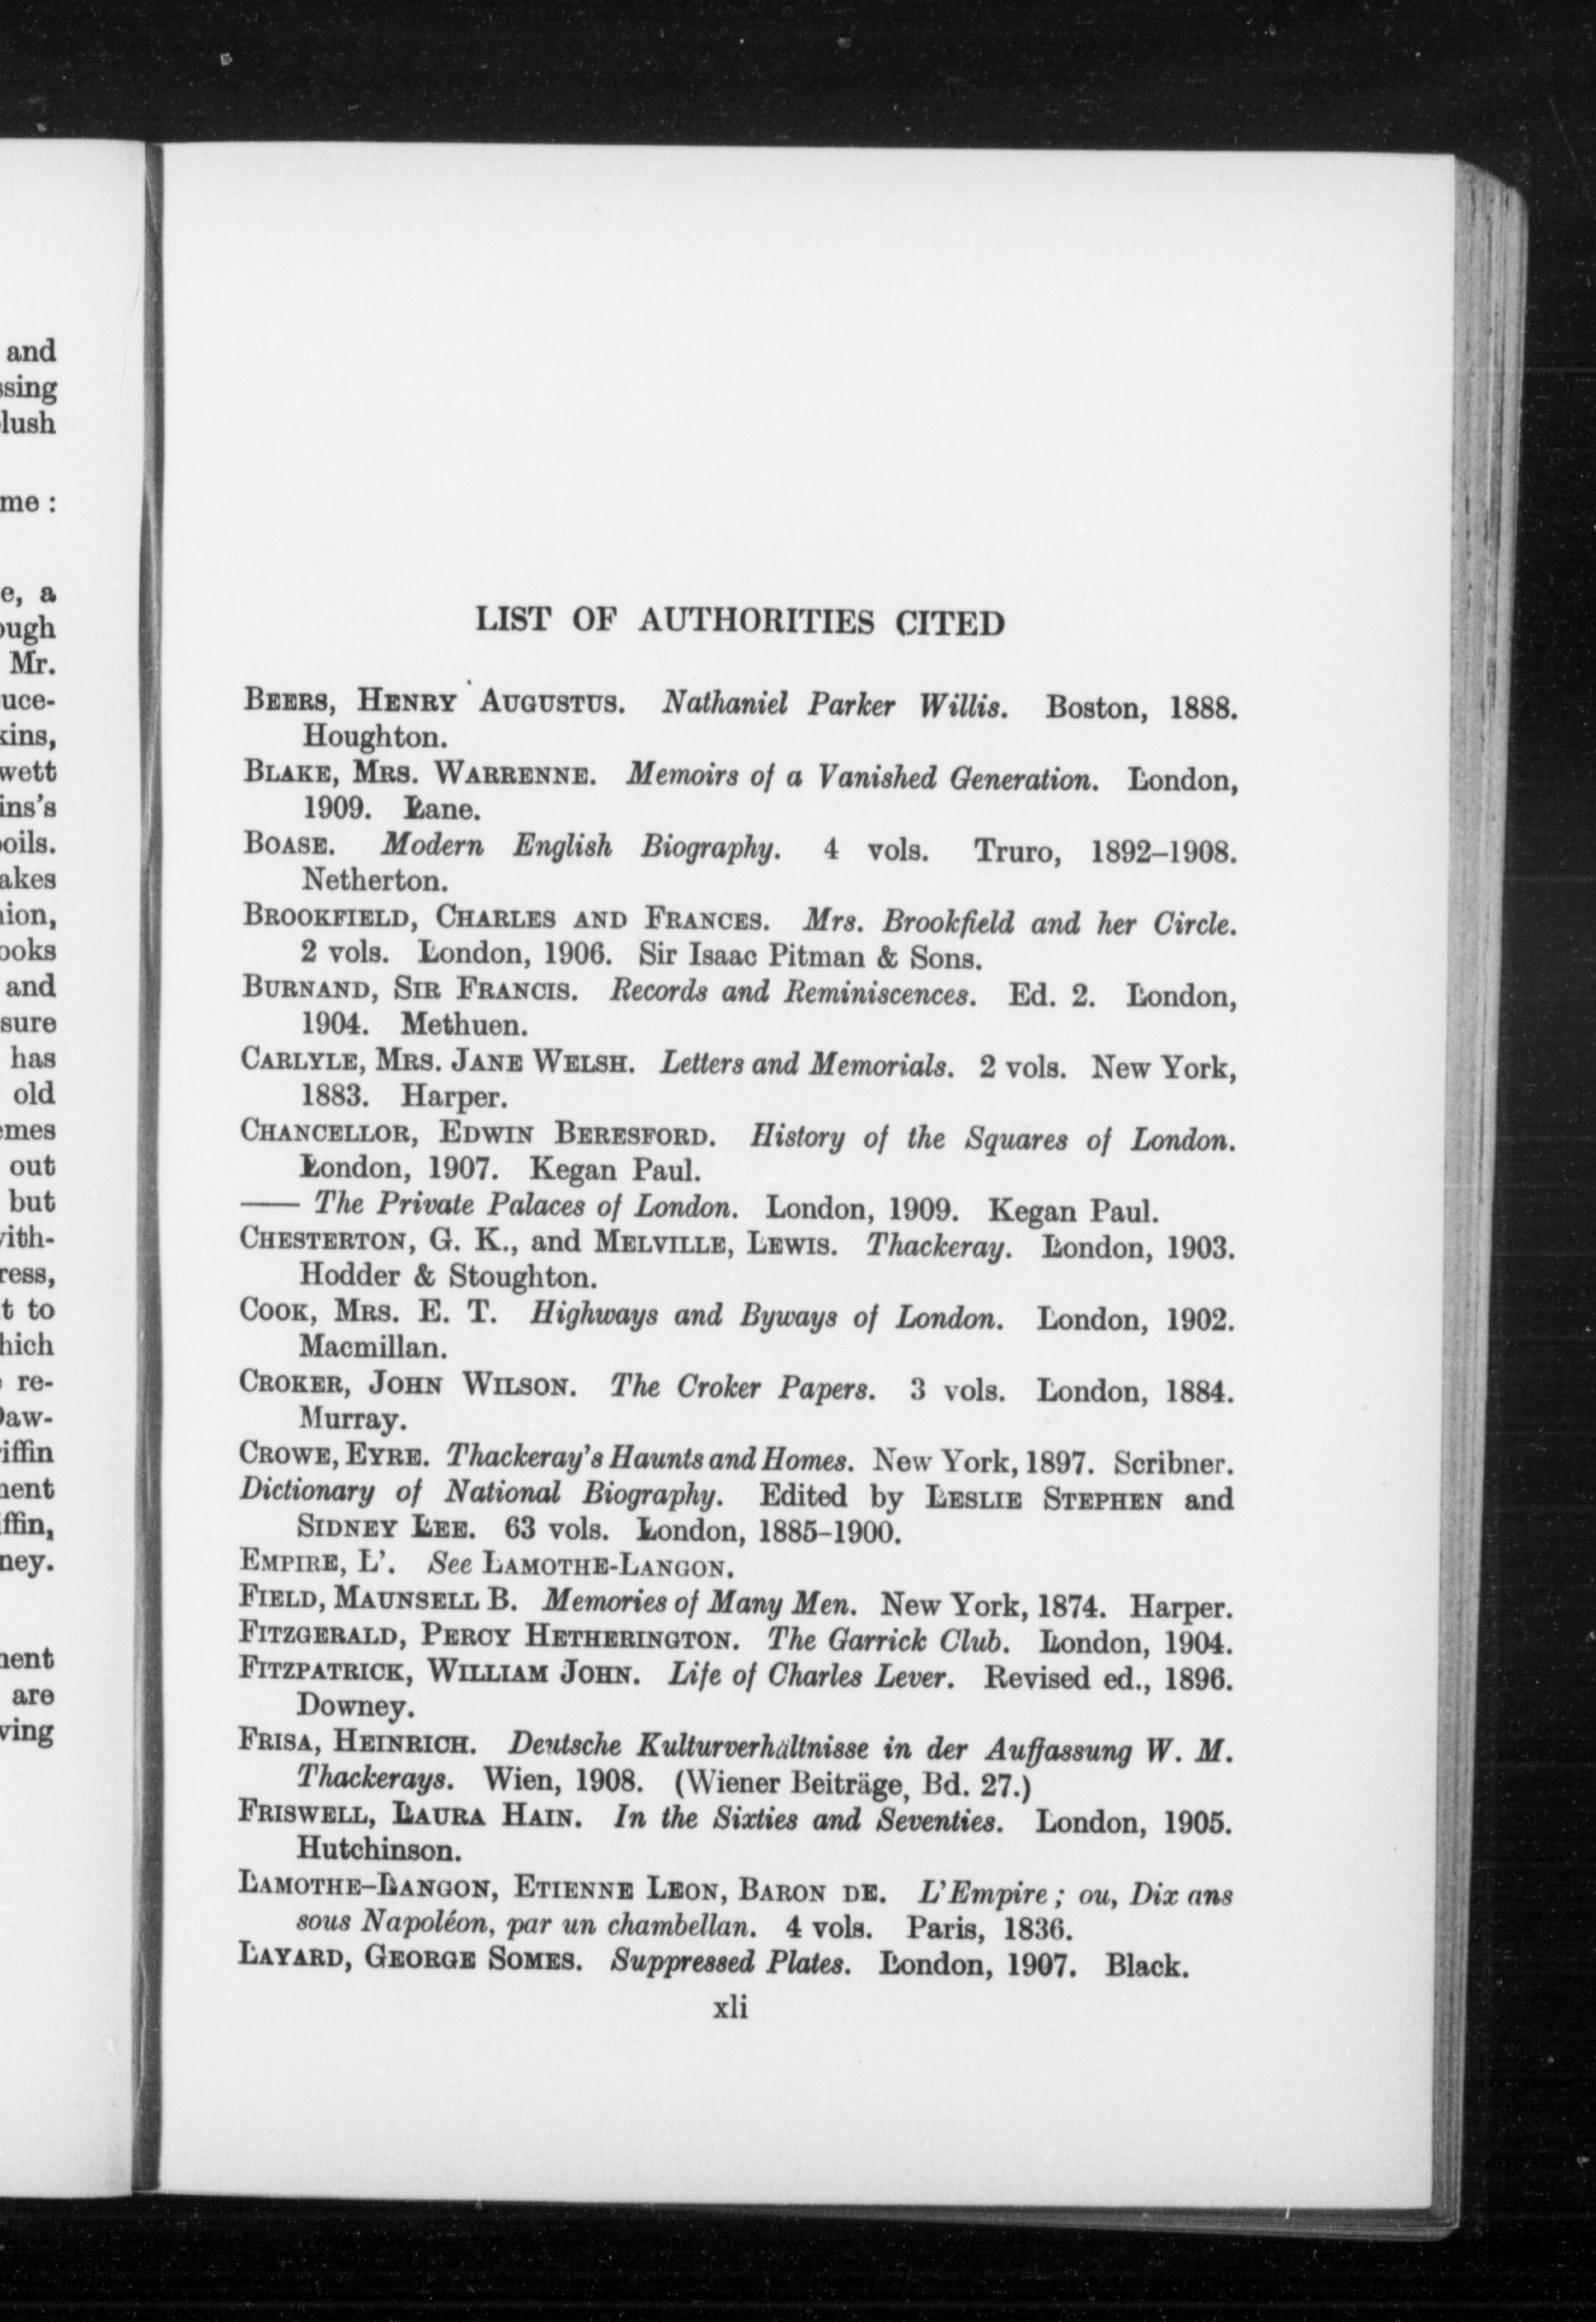 and
ssing
lush
me :
e, a
ough
Mr.
uce-
kins,
wett
ins's
oils.
akes
nion,
ooks
and
sure
has
old
emes
out
but
with-
ress,
t to
hich
re-
Daw-
iffin
nent
iffin,
ney.
nent
are
ving
LIST OF AUTHORITIES CITED
BEERS, HENRY AUGUSTUS. Nathaniel Parker Willis. Boston, 1888.
Houghton.
BLAKE, MRS. WARRENNE. Memoirs of a Vanished Generation. London,
1909. Lane.
BOASE. Modern English Biography. 4 vols. Truro, 1892–1908.
Netherton.
BROOKFIELD, CHARLES AND FRANCES. Mrs. Brookfield and her Circle.
2 vols. London, 1906. Sir Isaac Pitman & Sons.
BURNAND, SIR FRANCIS. Records and Reminiscences. Ed. 2. London,
1904. Methuen.
CARLYLE, MRS. JANE WELSH. Letters and Memorials. 2 vols. New York,
1883. Harper.
CHANCELLOR, EDWIN BERESFORD. History of the Squares of London.
London, 1907. Kegan Paul.
—— The Private Palaces of London. London, 1909. Kegan Paul.
CHESTERTON, G. K., and MELVILLE, LEWIS. Thackeray. London, 1903.
Hodder & Stoughton.
COOK, MRS. E. T. Highways and Byways of London. London, 1902.
Macmillan.
CROKER, JOHN WILSON. The Croker Papers. 3 vols. London, 1884.
Murray.
CROWE, EYRE. Thackeray's Haunts and Homes. New York, 1897. Scribner.
Dictionary of National Biography. Edited by LESLIE STEPHEN and
SIDNEY LEE. 63 vols. London, 1885–1900.
EMPIRE, L'. See LAMOTHE-LANGON.
FIELD, MAUNSELL B. Memories of Many Men. New York, 1874. Harper.
FITZGERALD, PERCY HETHERINGTON. The Garrick Club. London, 1904.
FITZPATRICK, WILLIAM JOHN. Life of Charles Lever. Revised ed., 1896.
Downey.
FRISA, HEINRICH. Deutsche Kulturverhältnisse in der Auffassung W. M.
Thackerays. Wien, 1908. (Wiener Beiträge, Bd. 27.)
FRISWELL, LAURA HAIN. In the Sixties and Seventies. London, 1905.
Hutchinson.
LAMOTHE–LANGON, ETIENNE LEON, BARON DE. L'Empire ; ou, Dix ans
sous Napoléon, par un chambellan. 4 vols. Paris, 1836.
LAYARD, GEORGE SOMES. Suppressed Plates. London, 1907. Black.
xli